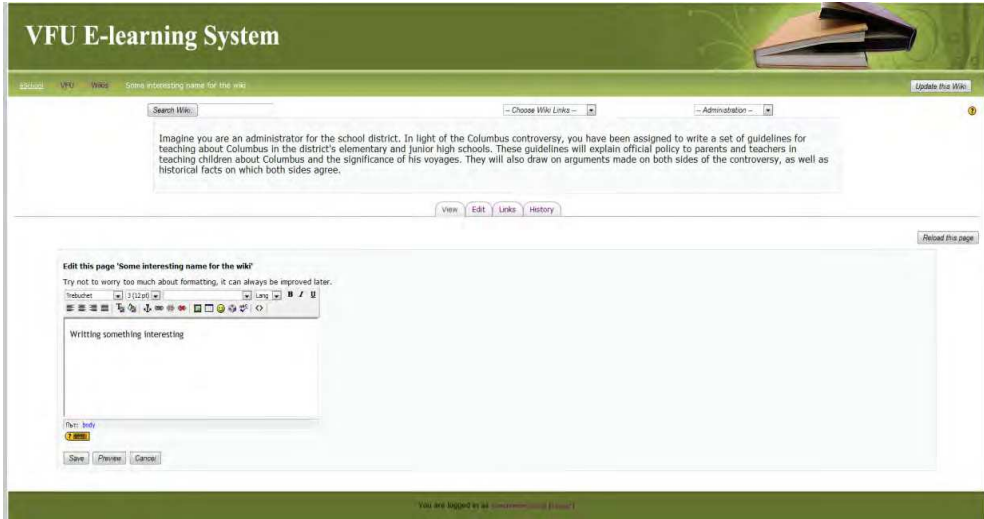 VFU E-learning System
eSchool VFU Wikis Some interesting name for the wiki
Update this Wiki
Search Wiki:
-- Choose Wiki Links --
-- Administration --
Imagine you are an administrator for the school district. In light of the Columbus controversy, you have been assigned to write a set of guidelines for
teaching about Columbus in the district's elementary and junior high schools. These guidelines will explain official policy to parents and teachers in
teaching children about Columbus and the significance of his voyages. They will also draw on arguments made on both sides of the controversy, as well as
historical facts on which both sides agree.
View Edit Links History
Reload this page
Edit this page 'Some interesting name for the wiki'
Try not to worry too much about formatting, it can always be improved later.
Trebuchet 3 (12 pt) Lang B I U
Writting something interesting
Път: body
Save Preview Cancel
You are logged in as